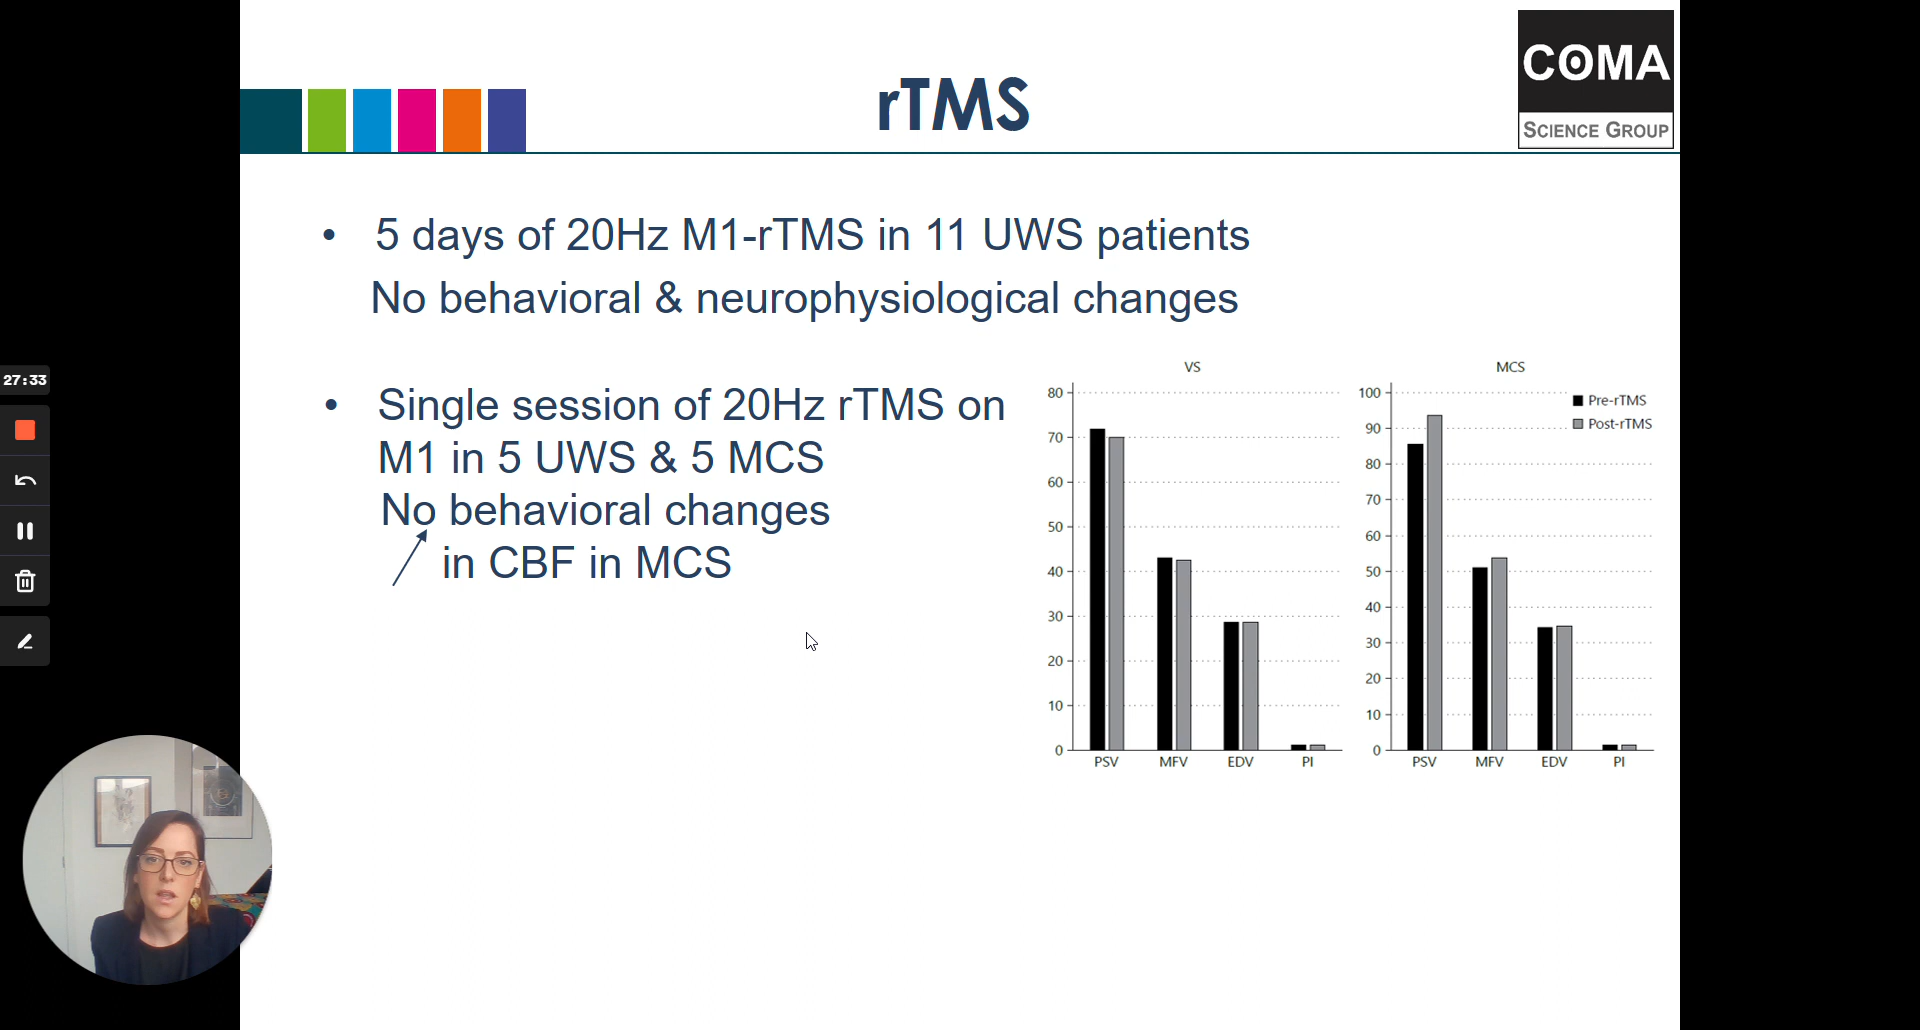 COMA
SCIENCE GROUP
rTMS
• 5 days of 20Hz M1-rTMS in 11 UWS patients
No behavioral & neurophysiological changes
• Single session of 20Hz rTMS on
M1 in 5 UWS & 5 MCS
No behavioral changes
in CBF in MCS
VS
80
70
60
50
40
30
20
10
0
PSV MFV EDV PI
MCS
100
90
80
70
60
50
40
30
20
10
0
PSV MFV EDV PI
Pre-rTMS
Post-rTMS
27:33